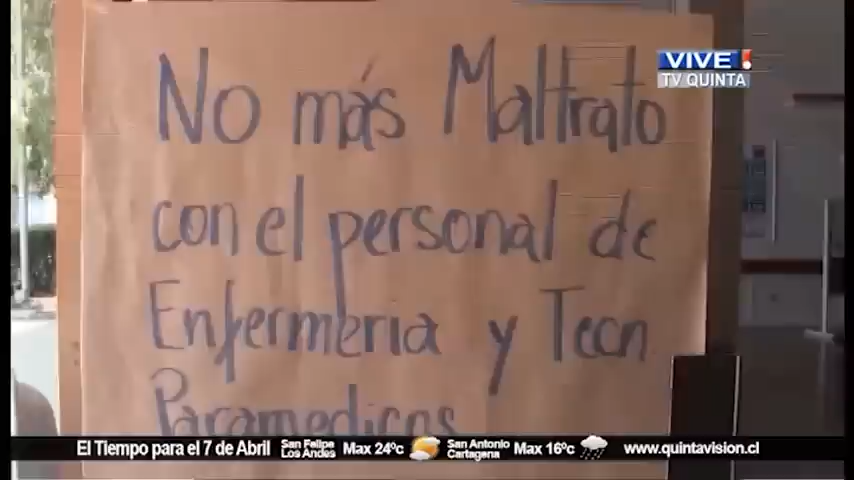 No más Maltrato
con el personal de
Enfermeria y Tecn
Paramedicos
VIVE!
TV QUINTA
El Tiempo para el 7 de Abril San Felipe Los Andes Max 24ºc San Antonio Cartagena Max 16ºc www.quintavision.cl